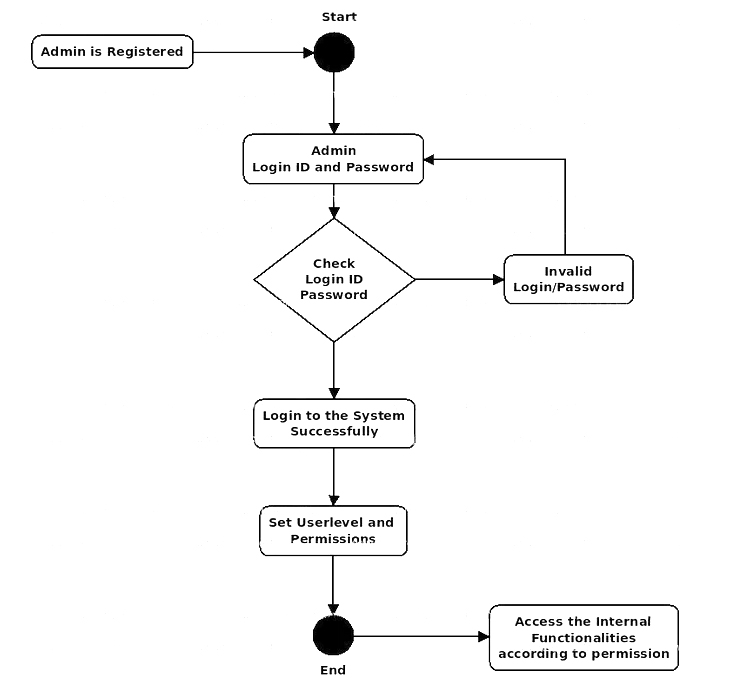 Start
Admin is Registered
Admin
Login ID and Password
Check
Login ID
Password
Invalid
Login/Password
Login to the System
Successfully
Set Userlevel and
Permissions
Access the Internal
Functionalities
according to permission
End